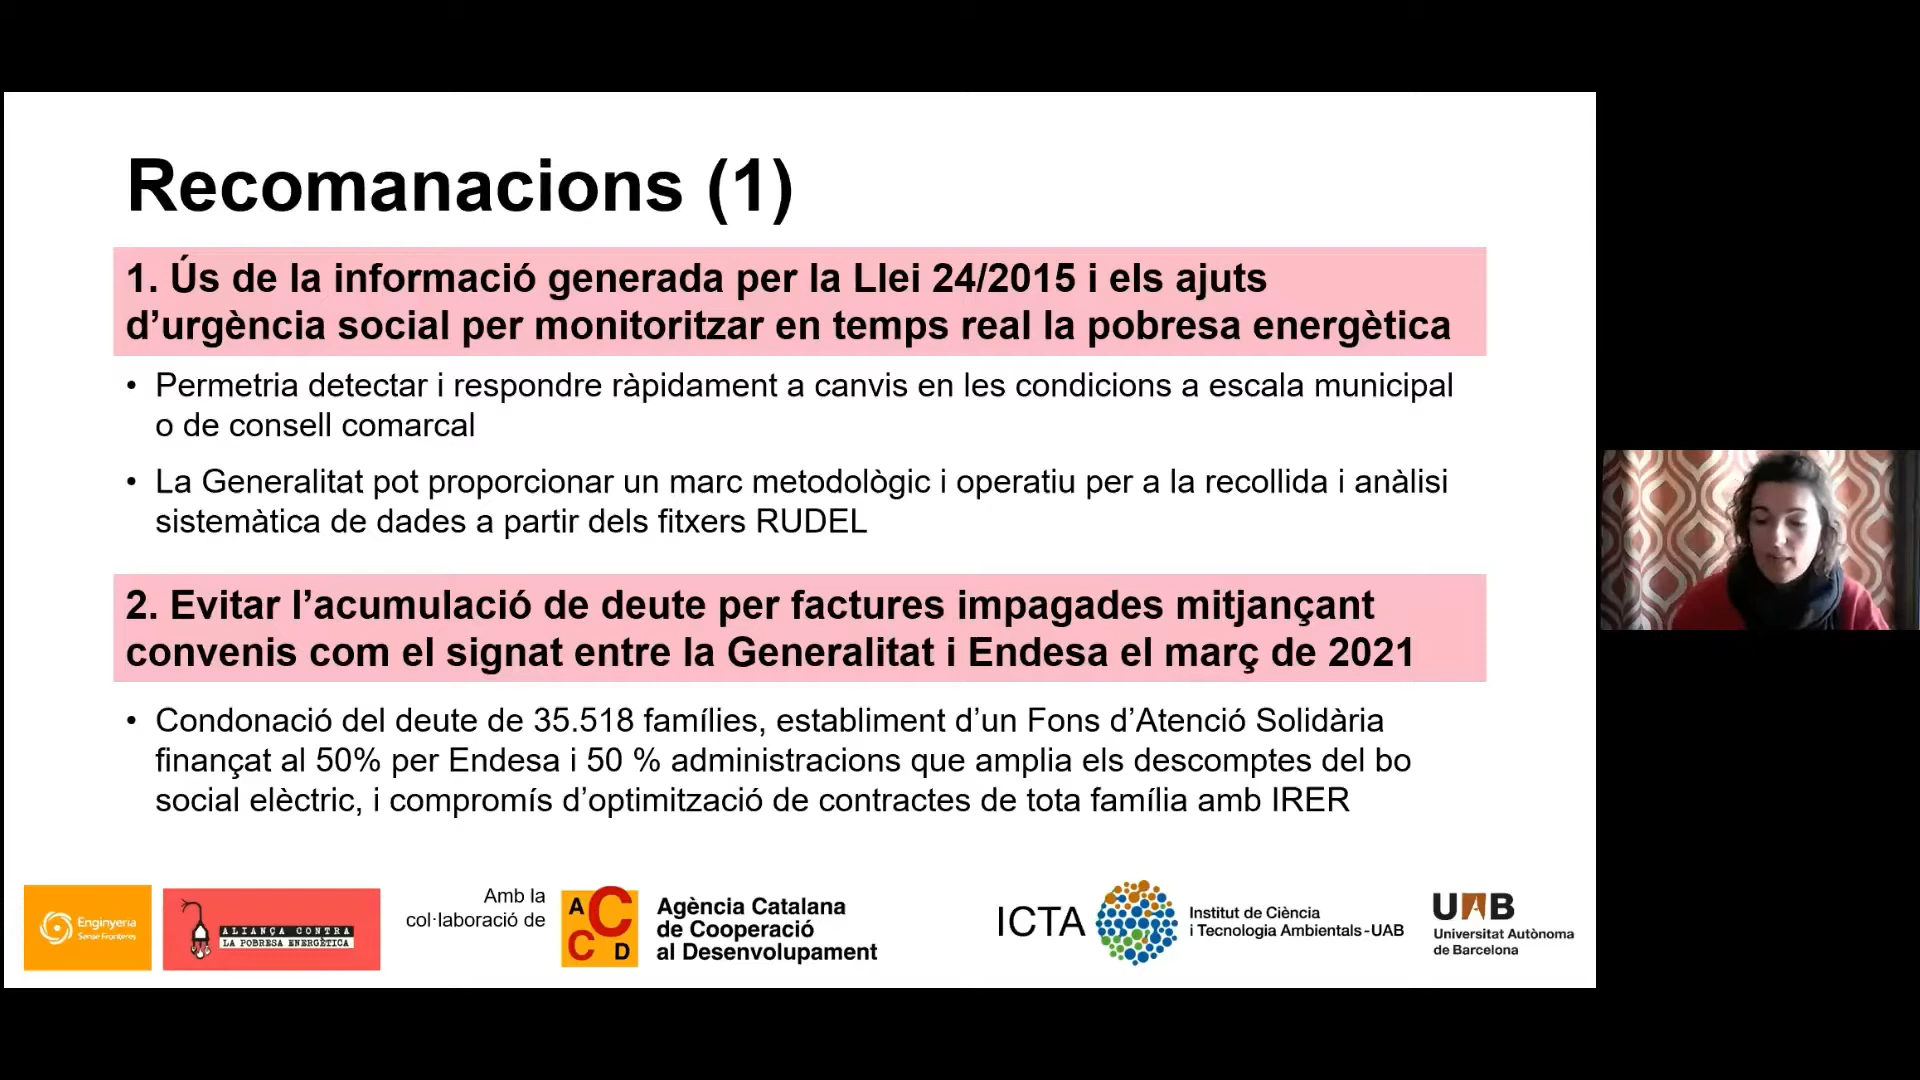 Recomanacions (1)
1. Ús de la informació generada per la Llei 24/2015 i els ajuts
d’urgència social per monitoritzar en temps real la pobresa energètica
• Permetria detectar i respondre ràpidament a canvis en les condicions a escala municipal
o de consell comarcal
• La Generalitat pot proporcionar un marc metodològic i operatiu per a la recollida i anàlisi
sistemàtica de dades a partir dels fitxers RUDEL
2. Evitar l’acumulació de deute per factures impagades mitjançant
convenis com el signat entre la Generalitat i Endesa el març de 2021
• Condonació del deute de 35.518 famílies, establiment d’un Fons d’Atenció Solidària
finançat al 50% per Endesa i 50 % administracions que amplia els descomptes del bo
social elèctric, i compromís d’optimització de contractes de tota família amb IRER
Enginyeria
Sense Fronteres
ALIANÇA CONTRA
LA POBRESA ENERGÈTICA
Amb la
col·laboració de
A C
C D
Agència Catalana
de Cooperació
al Desenvolupament
ICTA
Institut de Ciència
i Tecnologia Ambientals-UAB
UAB
Universitat Autònoma
de Barcelona